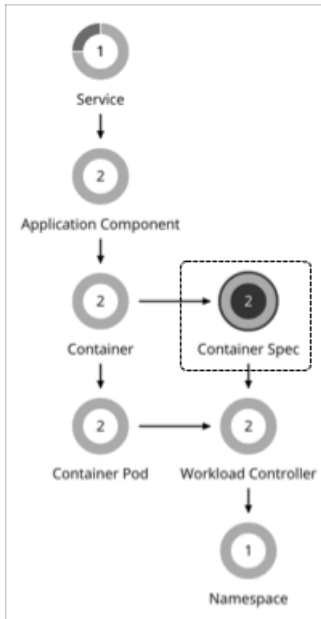 1
Service
2
Application Component
2
2
Container
Container Spec
2
2
Container Pod
Workload Controller
1
Namespace